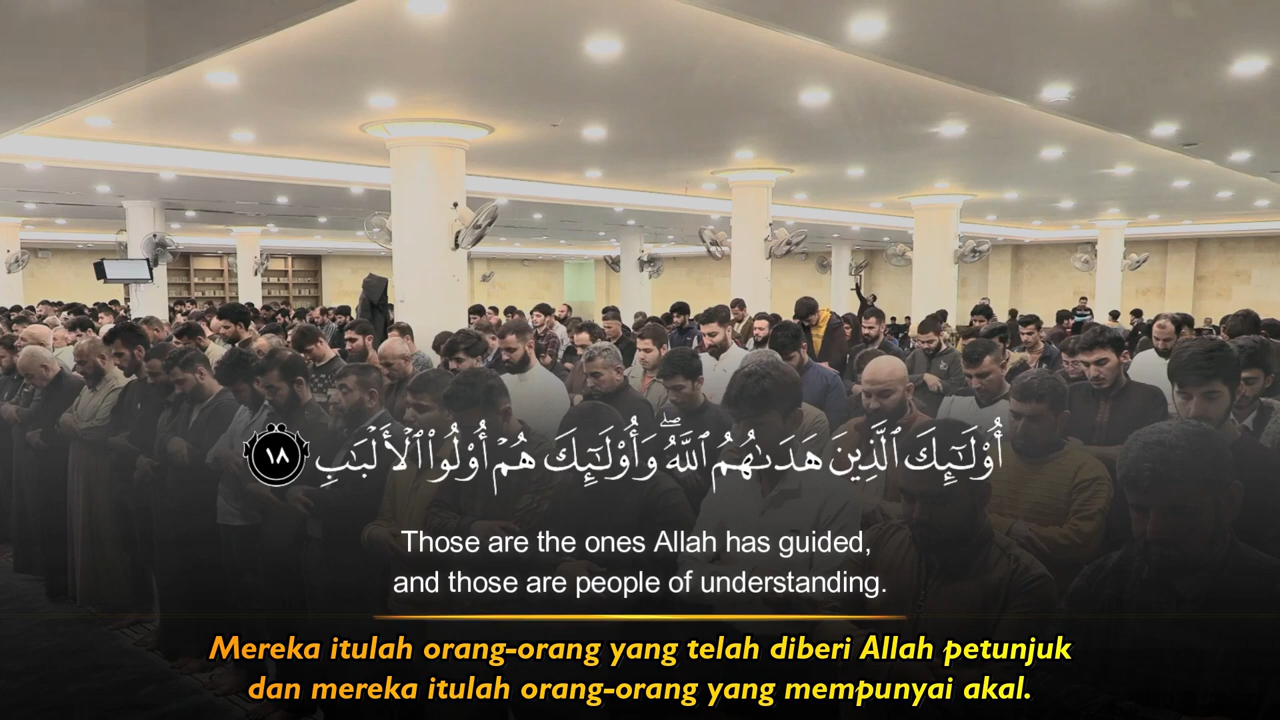 أُو۟لَـٰٓئِكَ ٱلَّذِينَ هَدَىٰهُمُ ٱللَّهُ ۖ وَأُو۟لَـٰٓئِكَ هُمْ أُو۟لُوا۟ ٱلْأَلْبَـٰبِ ١٨
Those are the ones Allah has guided,
and those are people of understanding.
Mereka itulah orang-orang yang telah diberi Allah petunjuk
dan mereka itulah orang-orang yang mempunyai akal.